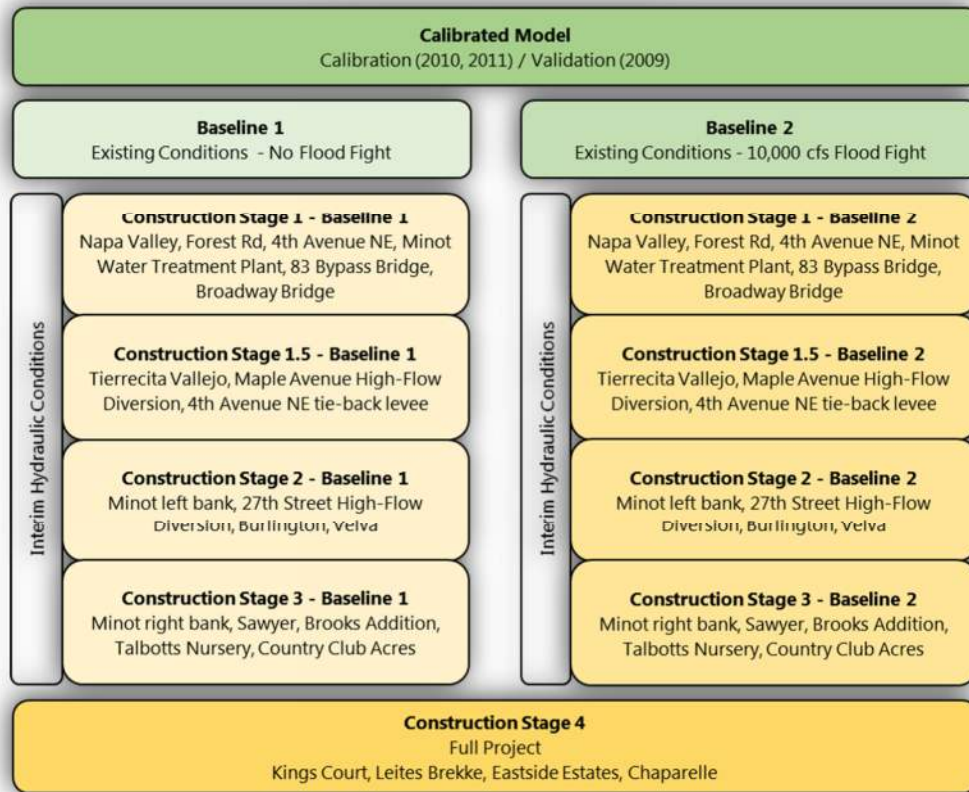 Calibrated Model
Calibration (2010, 2011) / Validation (2009)
Baseline 1
Existing Conditions - No Flood Fight
Baseline 2
Existing Conditions - 10,000 cfs Flood Fight
Interim Hydraulic Conditions
Construction Stage 1 - Baseline 1
Napa Valley, Forest Rd, 4th Avenue NE, Minot
Water Treatment Plant, 83 Bypass Bridge,
Broadway Bridge
Construction Stage 1.5 - Baseline 1
Tierrecita Vallejo, Maple Avenue High-Flow
Diversion, 4th Avenue NE tie-back levee
Construction Stage 2 - Baseline 1
Minot left bank, 27th Street High-Flow
Diversion, Burlington, Velva
Construction Stage 3 - Baseline 1
Minot right bank, Sawyer, Brooks Addition,
Talbotts Nursery, Country Club Acres
Interim Hydraulic Conditions
Construction Stage 1 - Baseline 2
Napa Valley, Forest Rd, 4th Avenue NE, Minot
Water Treatment Plant, 83 Bypass Bridge,
Broadway Bridge
Construction Stage 1.5 - Baseline 2
Tierrecita Vallejo, Maple Avenue High-Flow
Diversion, 4th Avenue NE tie-back levee
Construction Stage 2 - Baseline 2
Minot left bank, 27th Street High-Flow
Diversion, Burlington, Velva
Construction Stage 3 - Baseline 2
Minot right bank, Sawyer, Brooks Addition,
Talbotts Nursery, Country Club Acres
Construction Stage 4
Full Project
Kings Court, Leites Brekke, Eastside Estates, Chaparelle